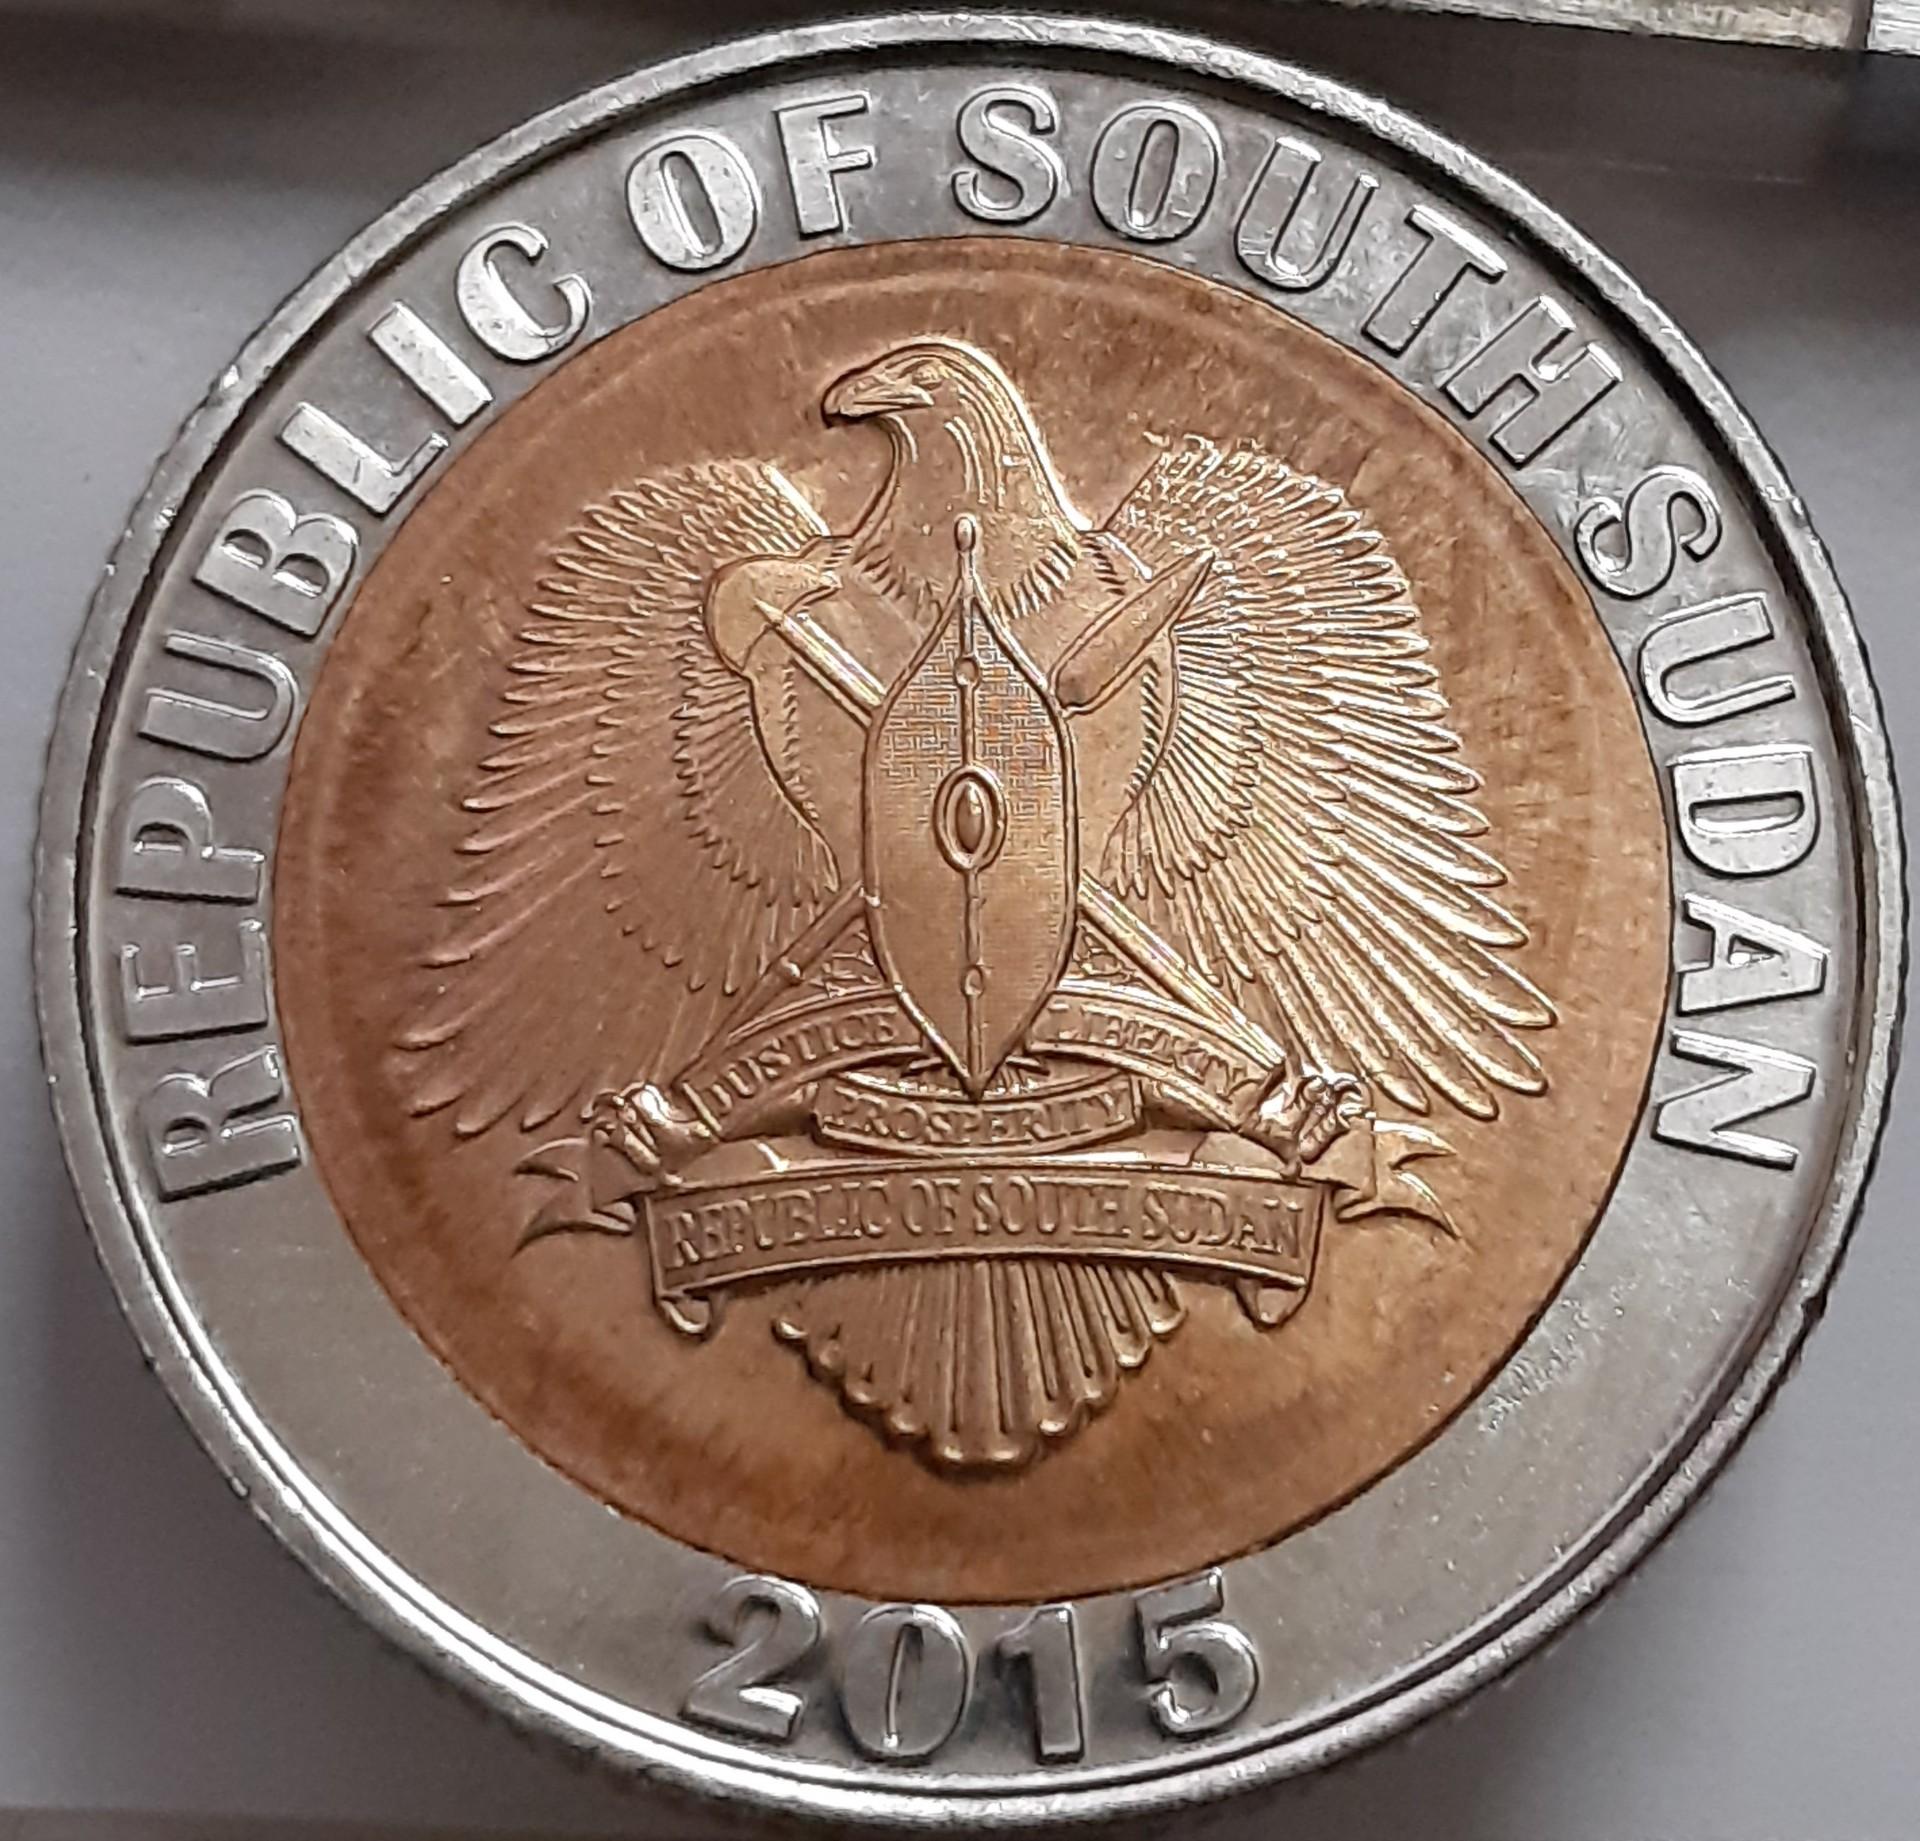 REPUBLIC OF SOUTH SUDAN
JUSTICE LIBERTY
PROSPERITY
REPUBLIC OF SOUTH SUDAN
2015